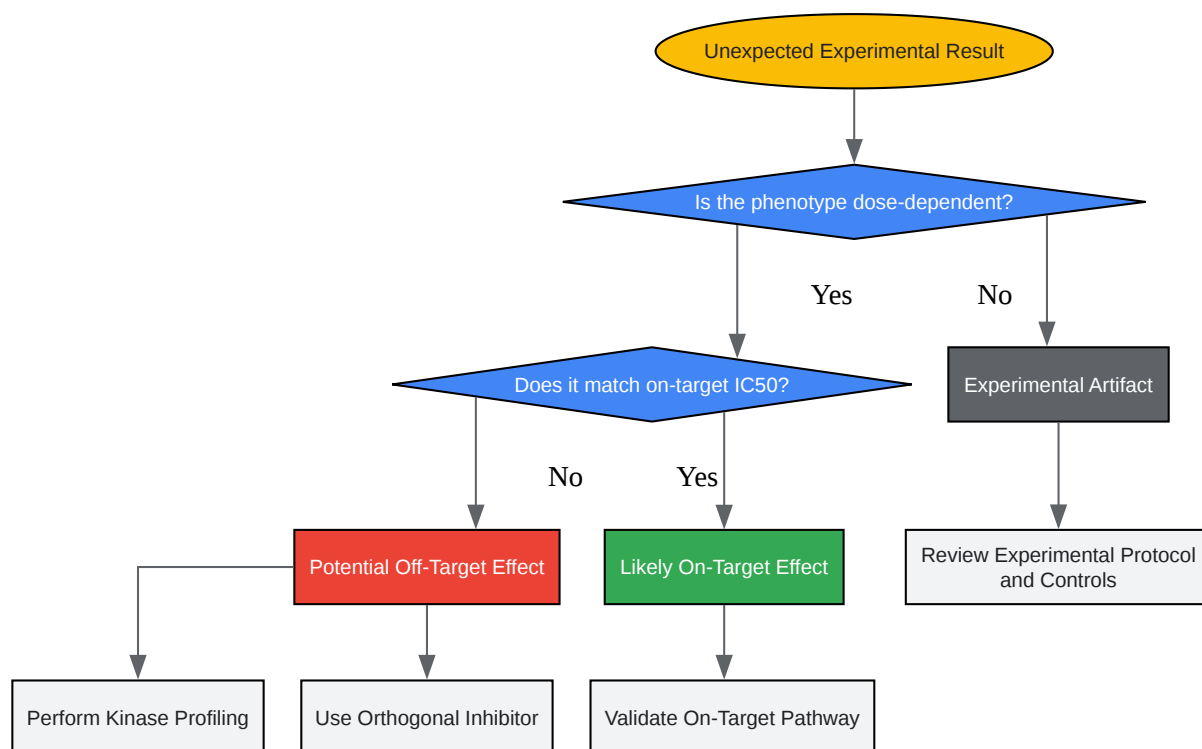 Unexpected Experimental Result
Is the phenotype dose-dependent?
Yes
No
Does it match on-target IC50?
Experimental Artifact
No
Yes
Potential Off-Target Effect
Likely On-Target Effect
Review Experimental Protocol
and Controls
Perform Kinase Profiling
Use Orthogonal Inhibitor
Validate On-Target Pathway